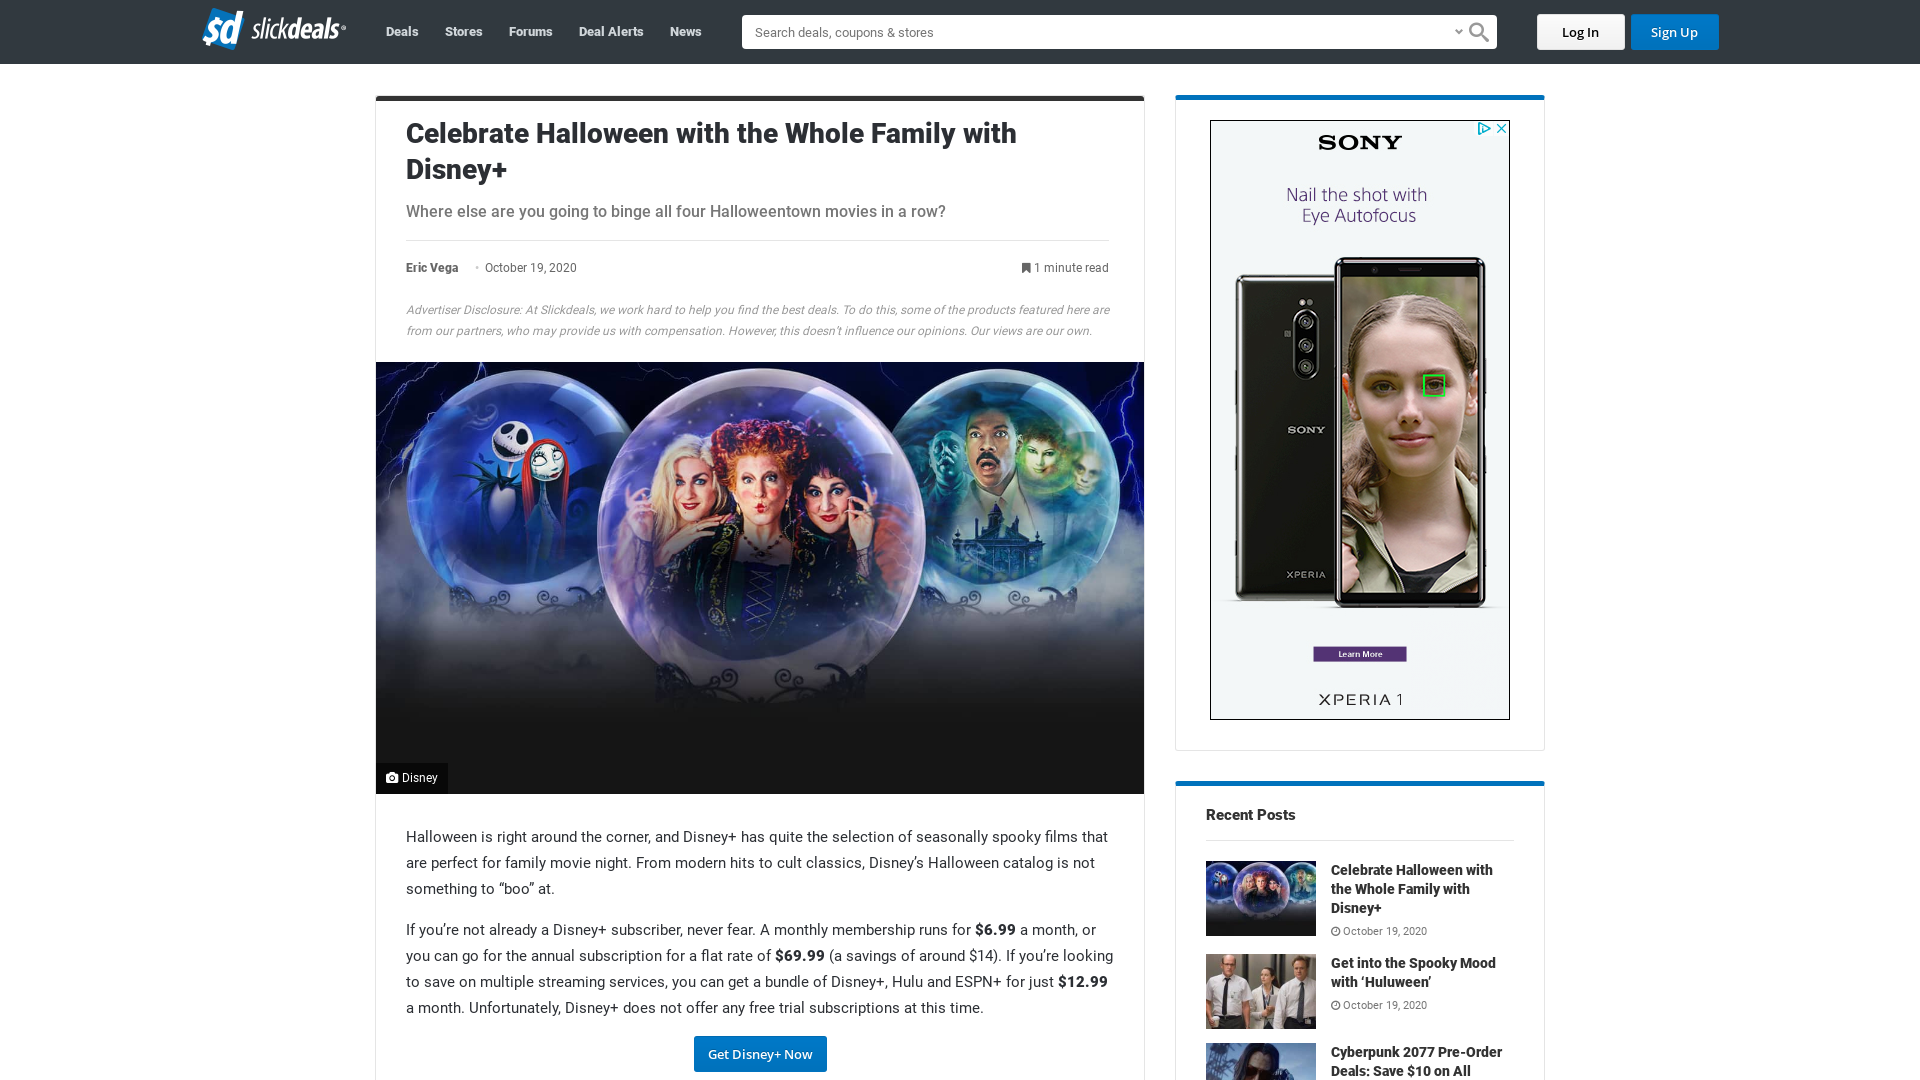 sd slickdeals
Deals
Stores
Forums
Deal Alerts
News
Search deals, coupons & stores
Log In
Sign Up
Celebrate Halloween with the Whole Family with
Disney+
Where else are you going to binge all four Halloweentown movies in a row?
Eric Vega • October 19, 2020
1 minute read
Advertiser Disclosure: At Slickdeals, we work hard to help you find the best deals. To do this, some of the products featured here are
from our partners, who may provide us with compensation. However, this doesn't influence our opinions. Our views are our own.
Disney
Halloween is right around the corner, and Disney+ has quite the selection of seasonally spooky films that
are perfect for family movie night. From modern hits to cult classics, Disney’s Halloween catalog is not
something to “boo” at.
If you’re not already a Disney+ subscriber, never fear. A monthly membership runs for $6.99 a month, or
you can go for the annual subscription for a flat rate of $69.99 (a savings of around $14). If you’re looking
to save on multiple streaming services, you can get a bundle of Disney+, Hulu and ESPN+ for just $12.99
a month. Unfortunately, Disney+ does not offer any free trial subscriptions at this time.
Get Disney+ Now
SONY
Nail the shot with
Eye Autofocus
SONY
XPERIA
Learn More
XPERIA 1
Recent Posts
Celebrate Halloween with
the Whole Family with
Disney+
October 19, 2020
Get into the Spooky Mood
with ‘Huluween’
October 19, 2020
Cyberpunk 2077 Pre-Order
Deals: Save $10 on All